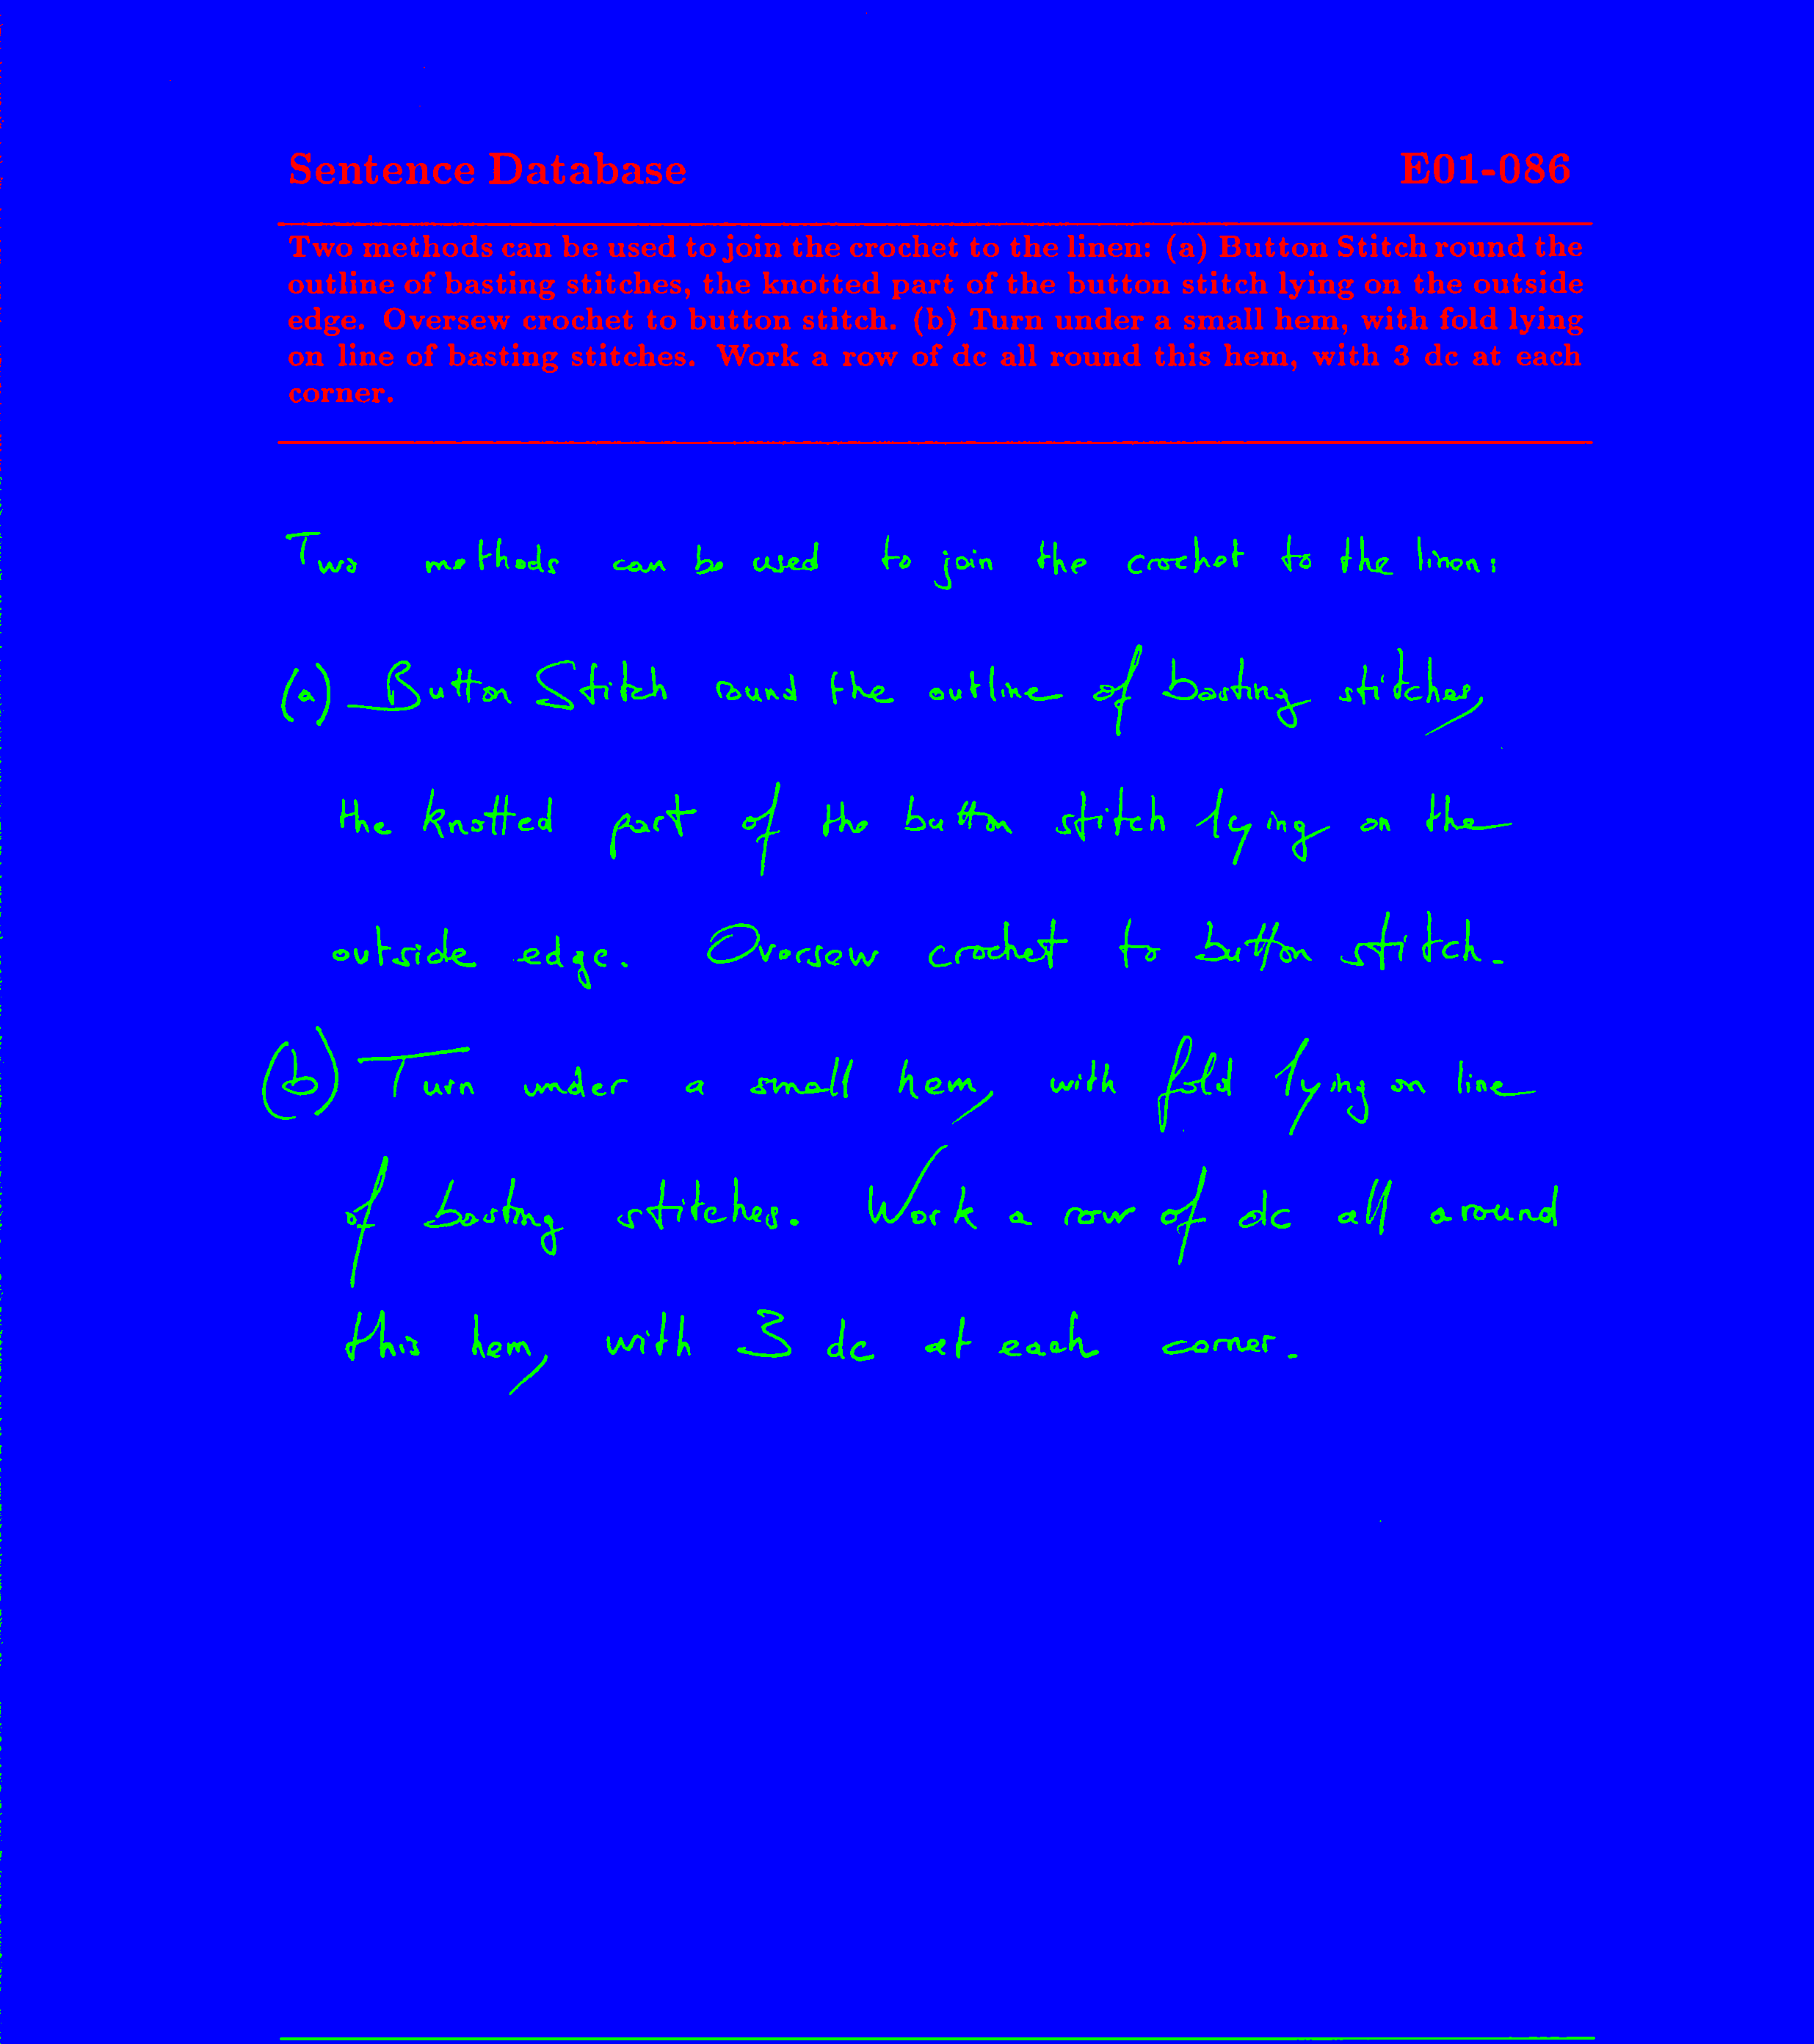 Sentence Database E01-086
Two methods can be used to join the crochet to the linen: (a) Button Stitch round the
outline of basting stitches, the knotted part of the button stitch lying on the outside
edge. Oversew crochet to button stitch. (b) Turn under a small hem, with fold lying
on line of basting stitches. Work a row of dc all round this hem, with 3 dc at each
corner.
Two methods can be used to join the crochet to the linen:
(a) Button Stitch round the outline of basting stitches,
the knotted part of the button stitch lying on the
outside edge. Oversew crochet to button stitch.
(b) Turn under a small hem, with fold lying on line
of basting stitches. Work a row of dc all around
this hem, with 3 dc at each corner.